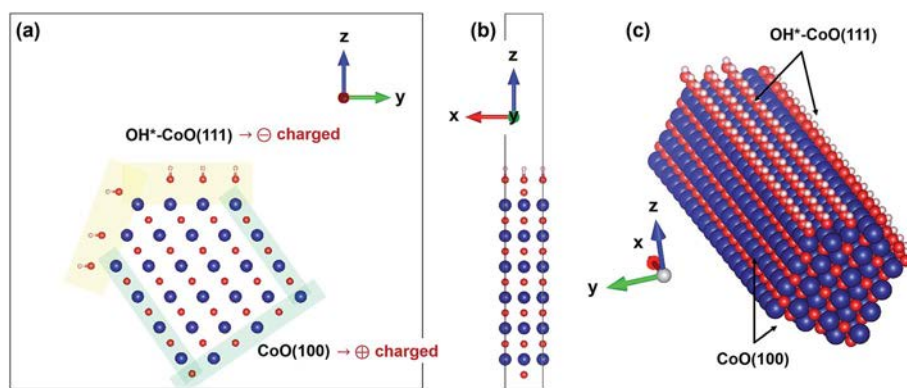 (a)
z
y
OH*-CoO(111) → ⊖ charged
CoO(100) → ⊕ charged
(b)
z
x
y
(c)
OH*-CoO(111)
z
x
y
CoO(100)